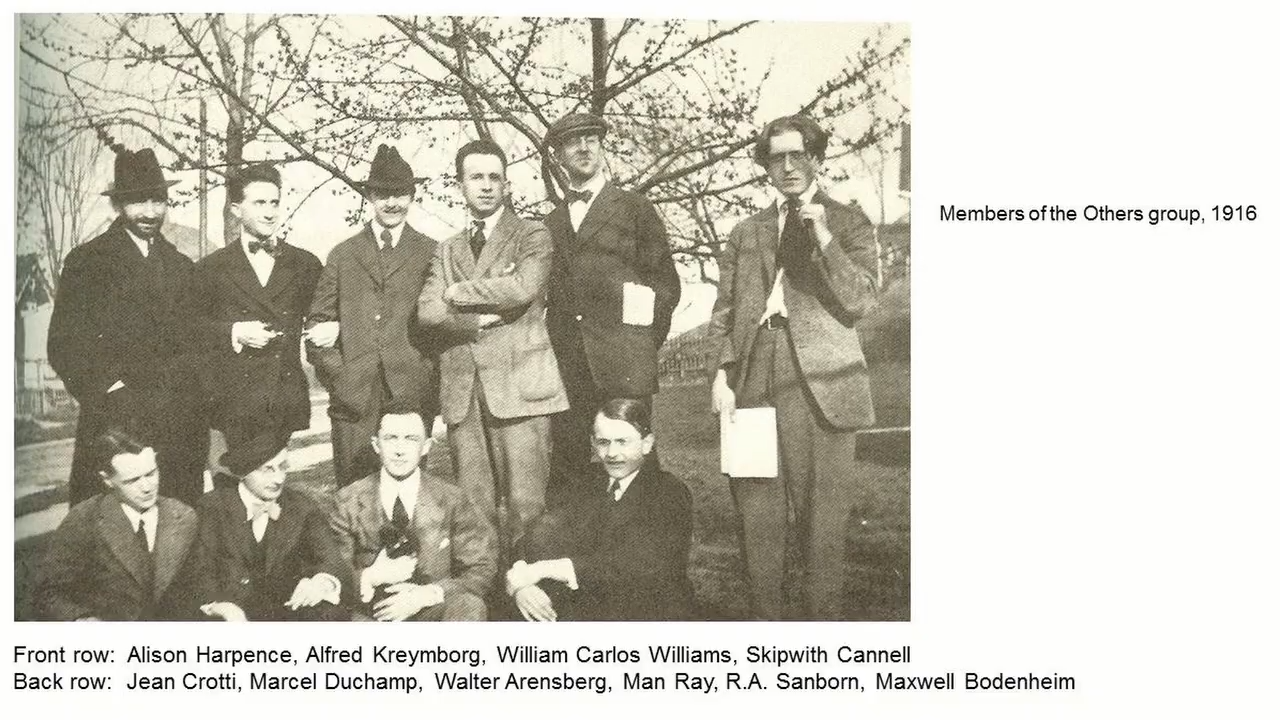 Members of the Others group, 1916
Front row: Alison Harpence, Alfred Kreymborg, William Carlos Williams, Skipwith Cannell
Back row: Jean Crotti, Marcel Duchamp, Walter Arensberg, Man Ray, R.A. Sanborn, Maxwell Bodenheim